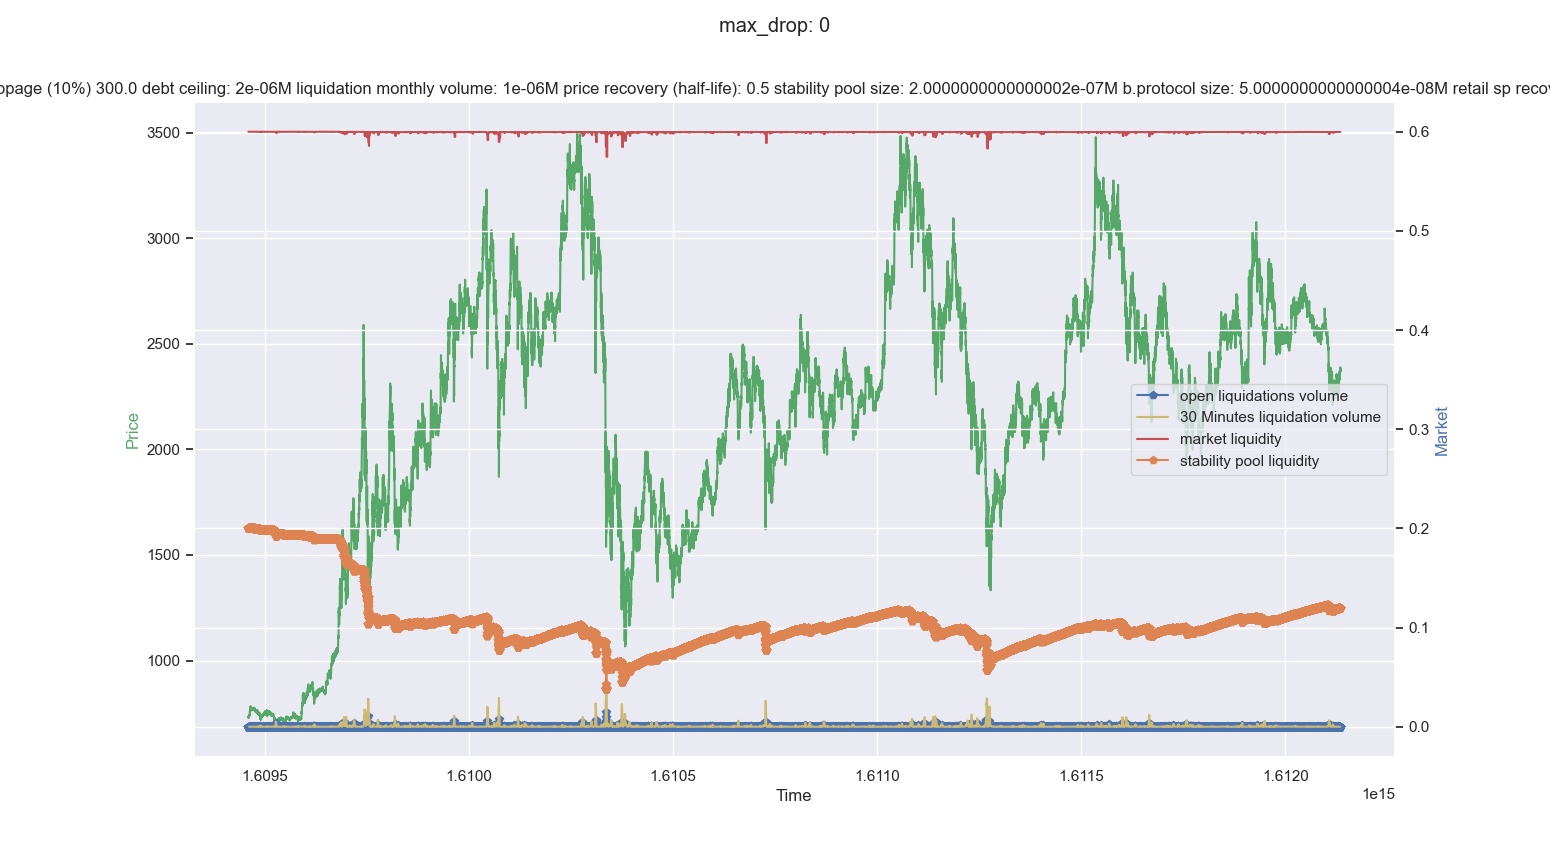 max_drop: 0
(10%) 300.0 debt ceiling: 2e-06M liquidation monthly volume: 1e-06M price recovery (half-life): 0.5 stability pool size: 2.0000000000000002e-07M b.protocol size: 5.0000000000000004e-08M retail sp
3500
3000
2500
2000
1500
1000
Price
0.6
0.5
0.4
0.3
0.2
0.1
0.0
Market
open liquidations volume
30 Minutes liquidation volume
market liquidity
stability pool liquidity
1.6095 1.6100 1.6105 1.6110 1.6115 1.6120
Time
1e15